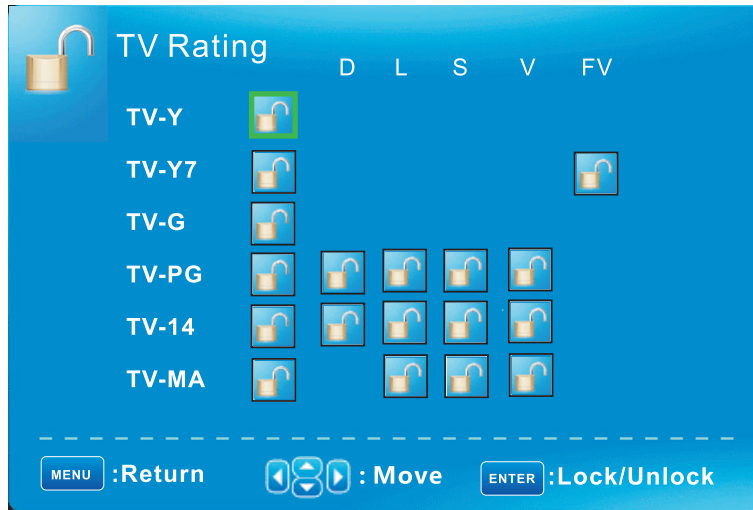 TV Rating
D L S V FV
TV-Y
TV-Y7
TV-G
TV-PG
TV-14
TV-MA
MENU :Return : Move ENTER :Lock/Unlock